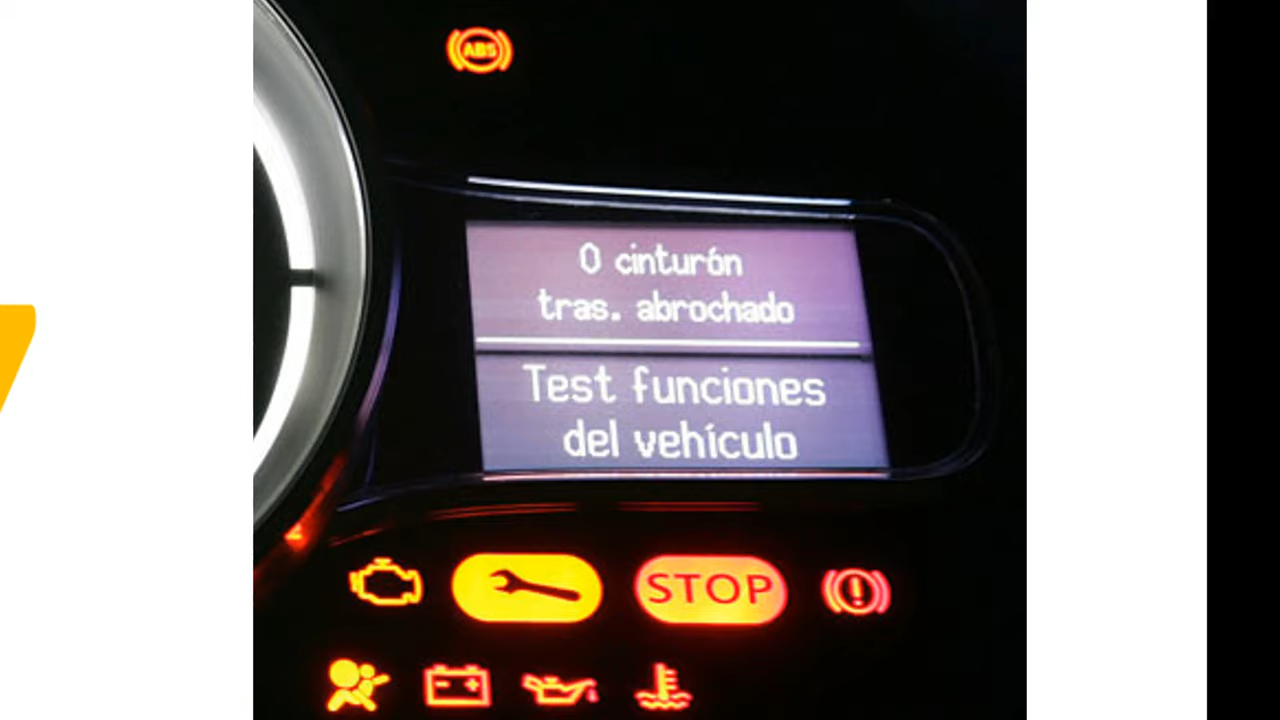 ABS
0 cinturón
tras. abrochado
Test funciones
del vehículo
STOP